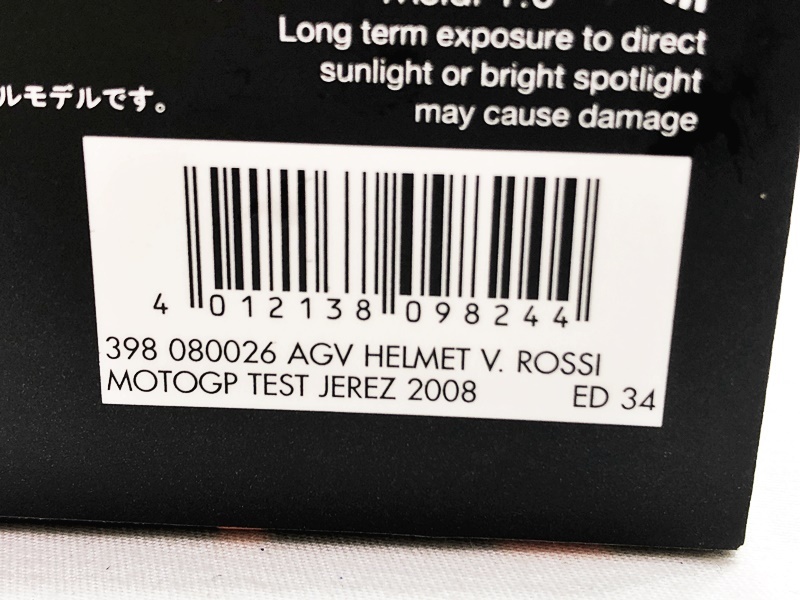 Long term exposure to direct
sunlight or bright spotlight
may cause damage
ルモデルです。
4 012138 098244
398 080026 AGV HELMET V. ROSSI
MOTOGP TEST JEREZ 2008 ED 34